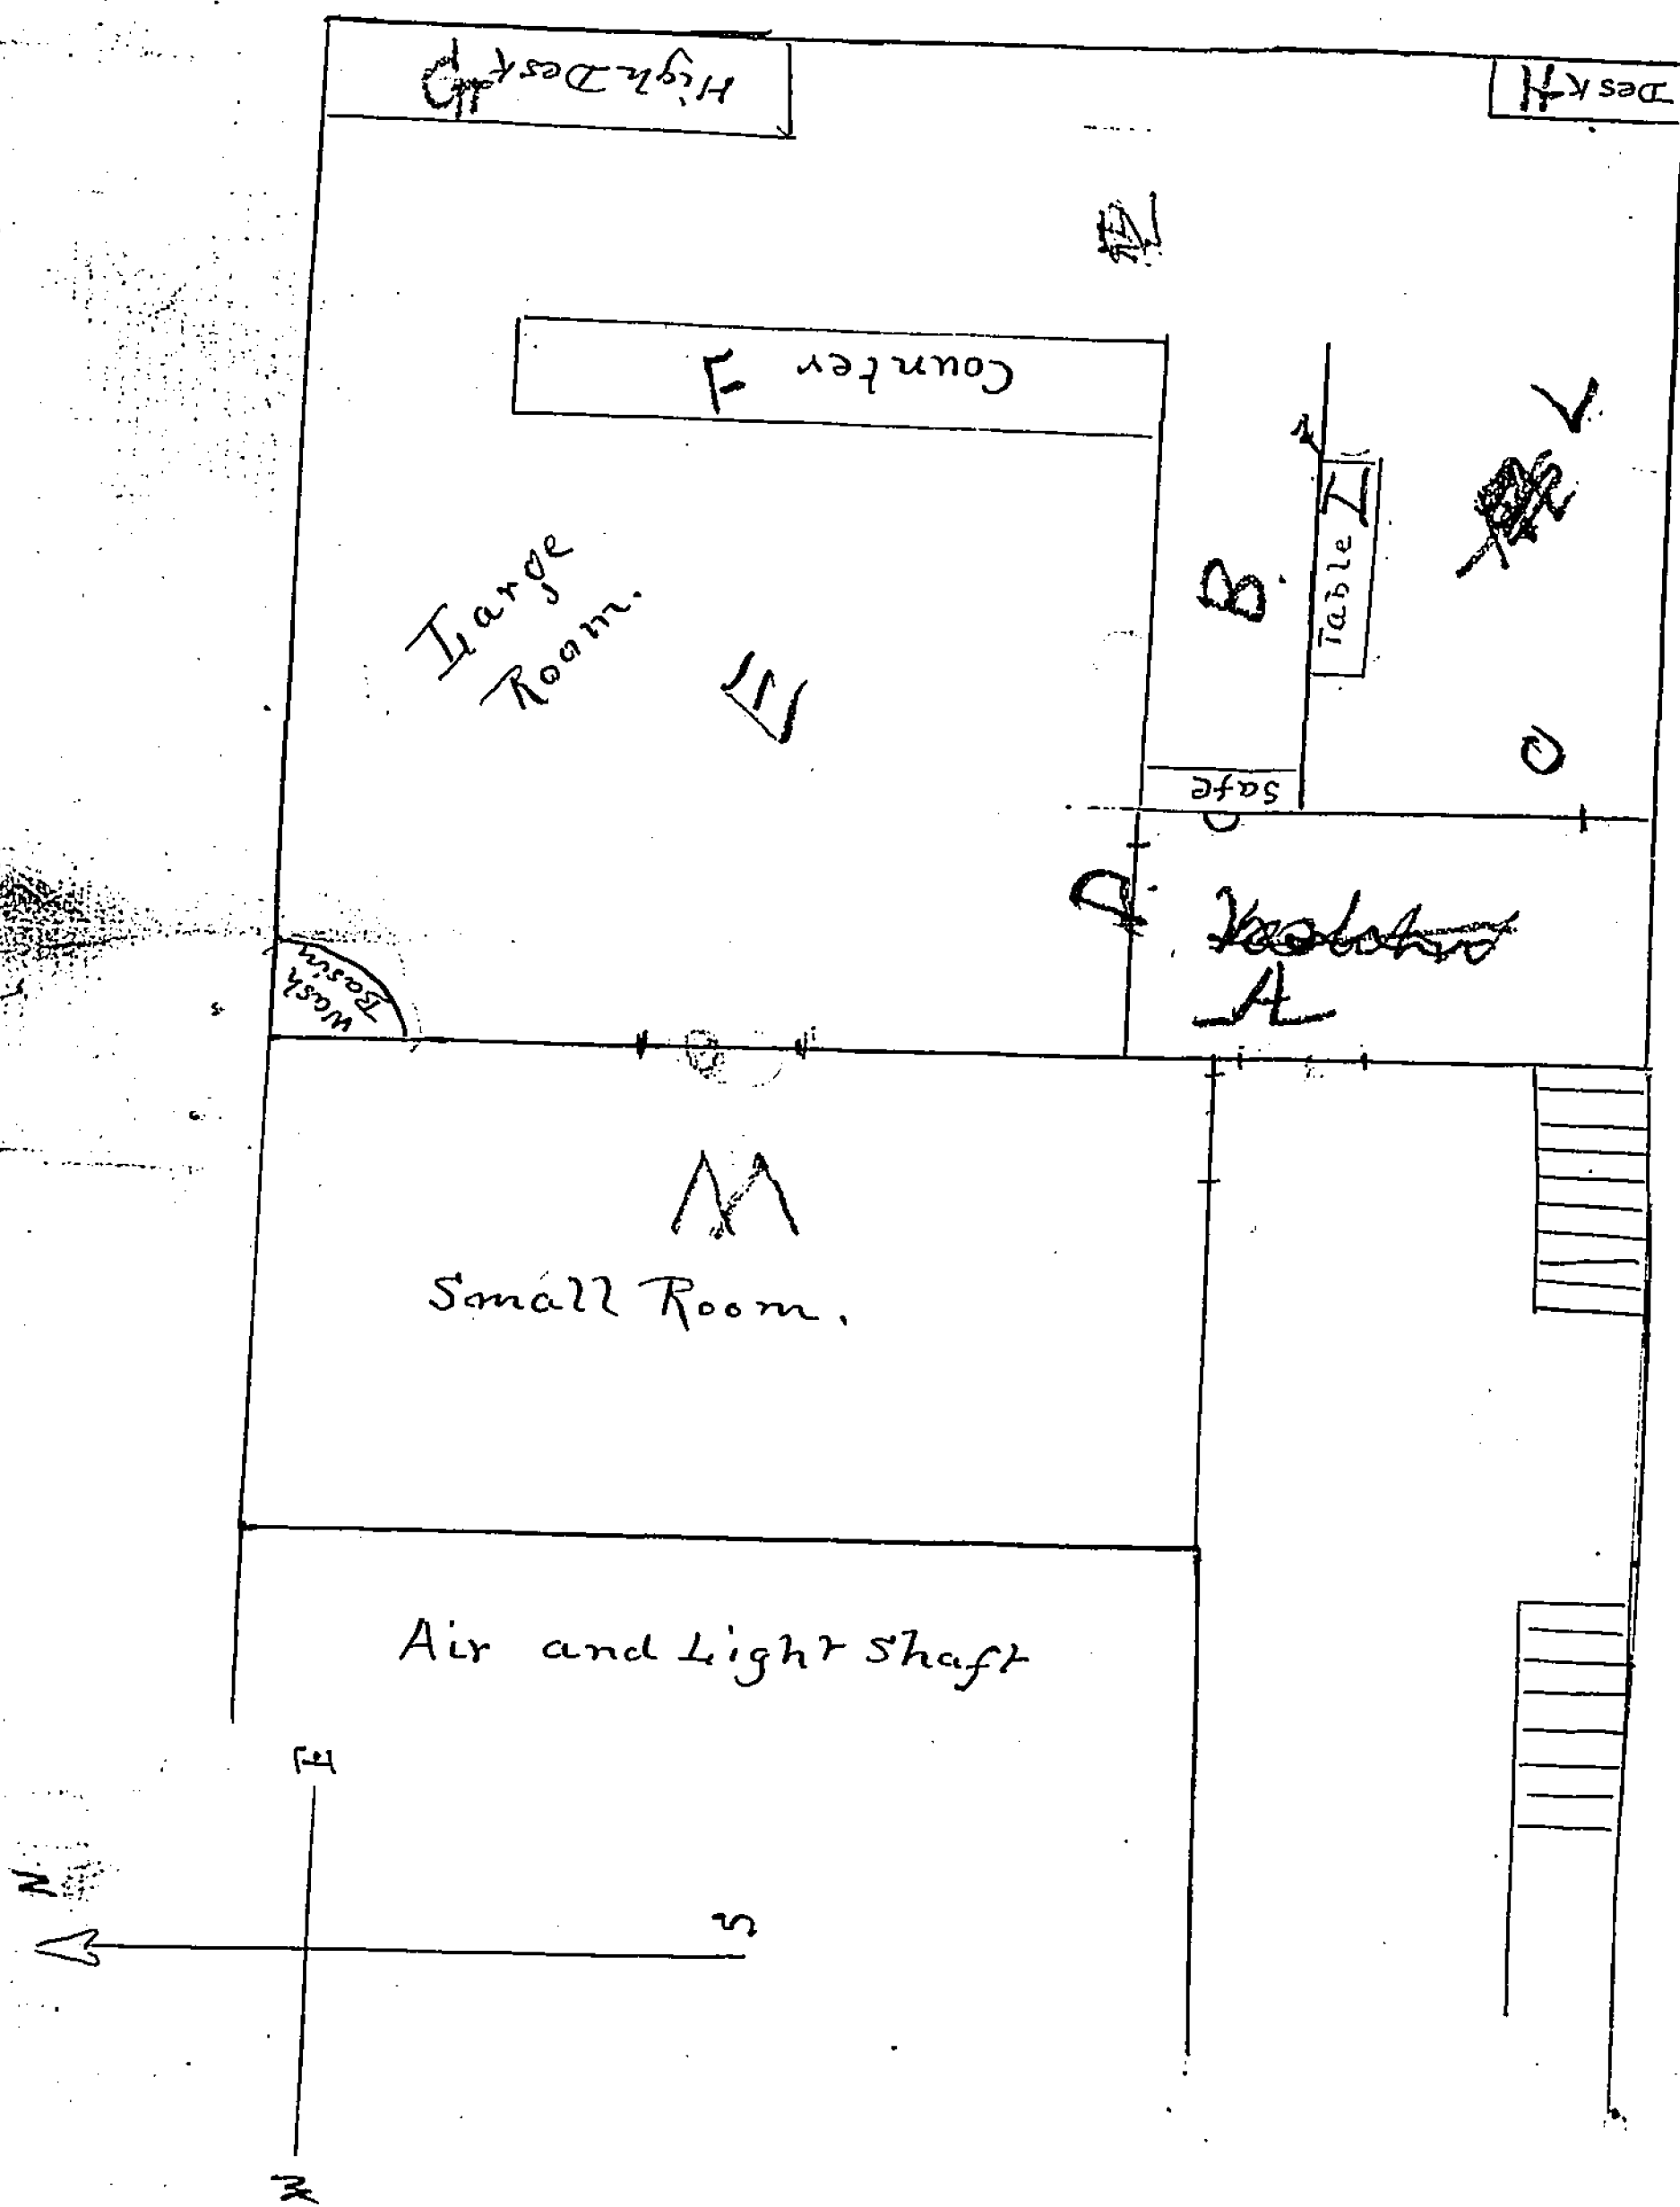 G High Desk
H Desk
F Counter
Large
Room.
E
B
Table I
L
Safe
O
C
D
A
Wash
Basin
M
Small Room.
Air and Light Shaft
E
N
S
W